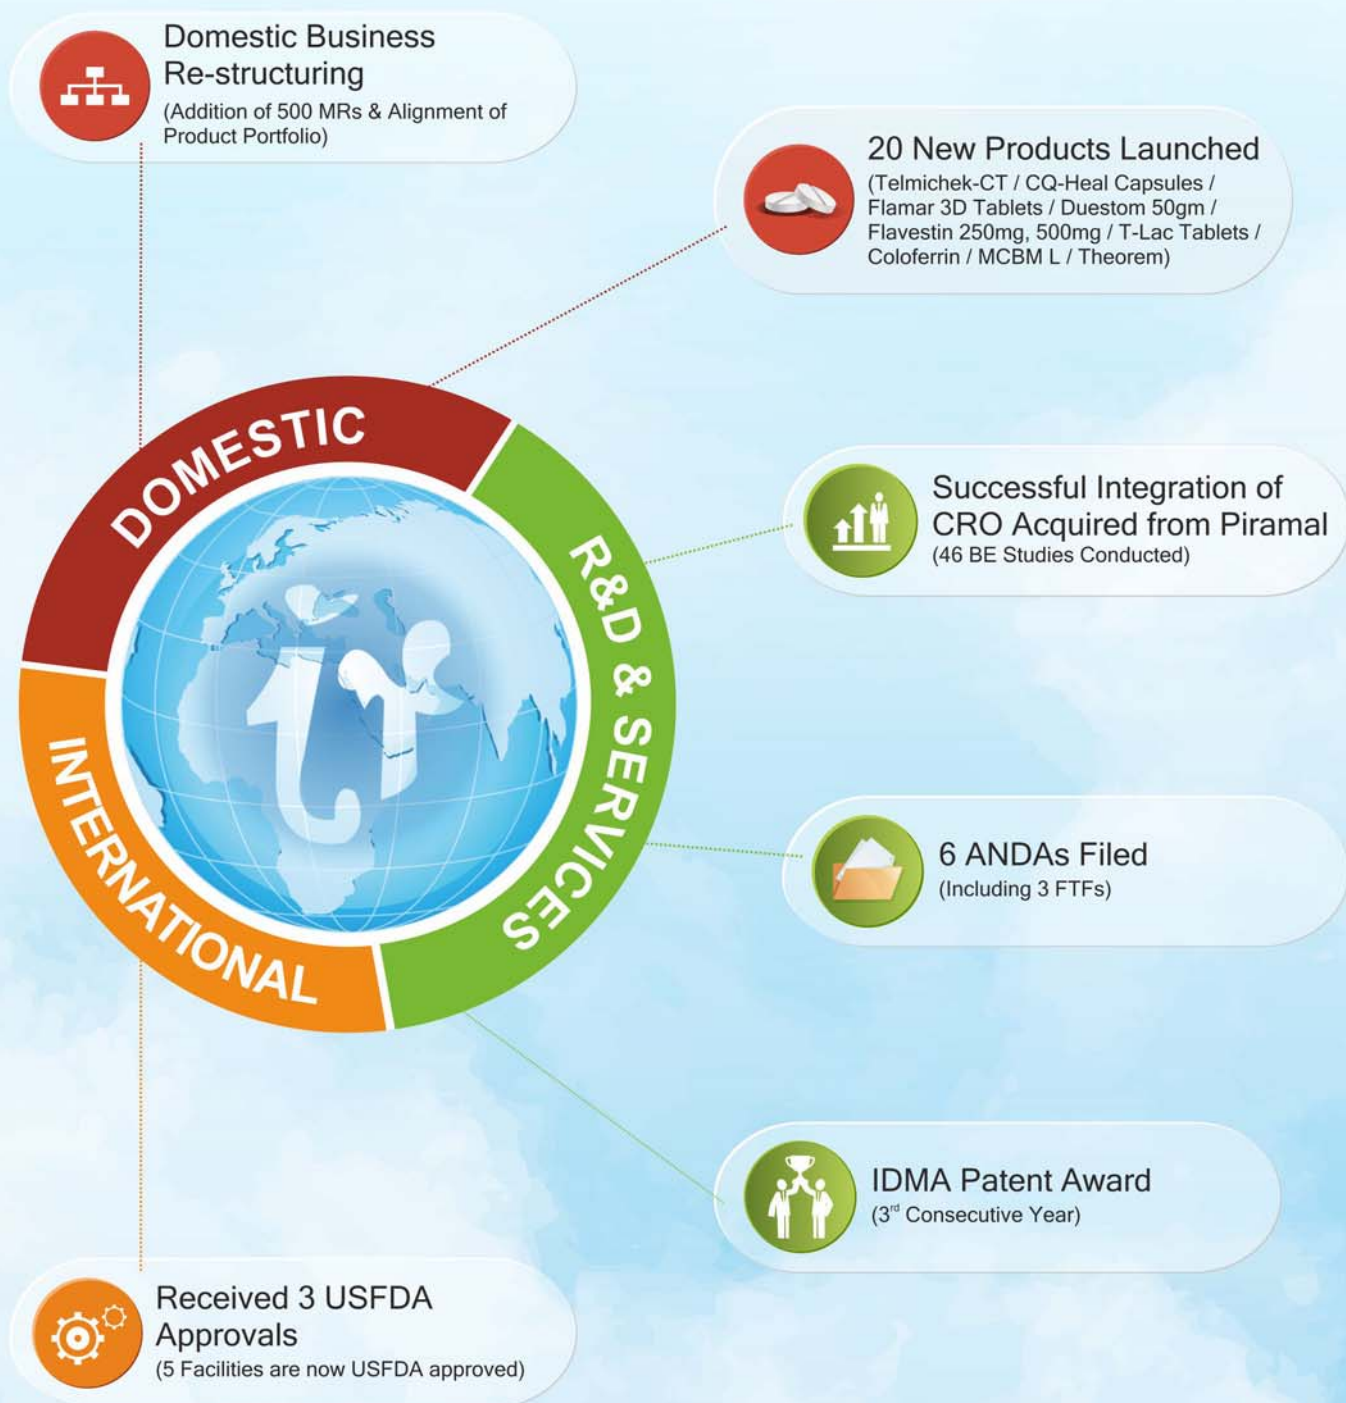 Domestic Business
Re-structuring
(Addition of 500 MRs & Alignment of
Product Portfolio)
20 New Products Launched
(Telmichek-CT / CQ-Heal Capsules /
Flamar 3D Tablets / Duestom 50gm /
Flavestin 250mg, 500mg / T-Lac Tablets /
Coloferrin / MCBM L / Theorem)
DOMESTIC
R&D & SERVICES
INTERNATIONAL
Successful Integration of
CRO Acquired from Piramal
(46 BE Studies Conducted)
6 ANDAs Filed
(Including 3 FTFs)
IDMA Patent Award
(3rd Consecutive Year)
Received 3 USFDA
Approvals
(5 Facilities are now USFDA approved)